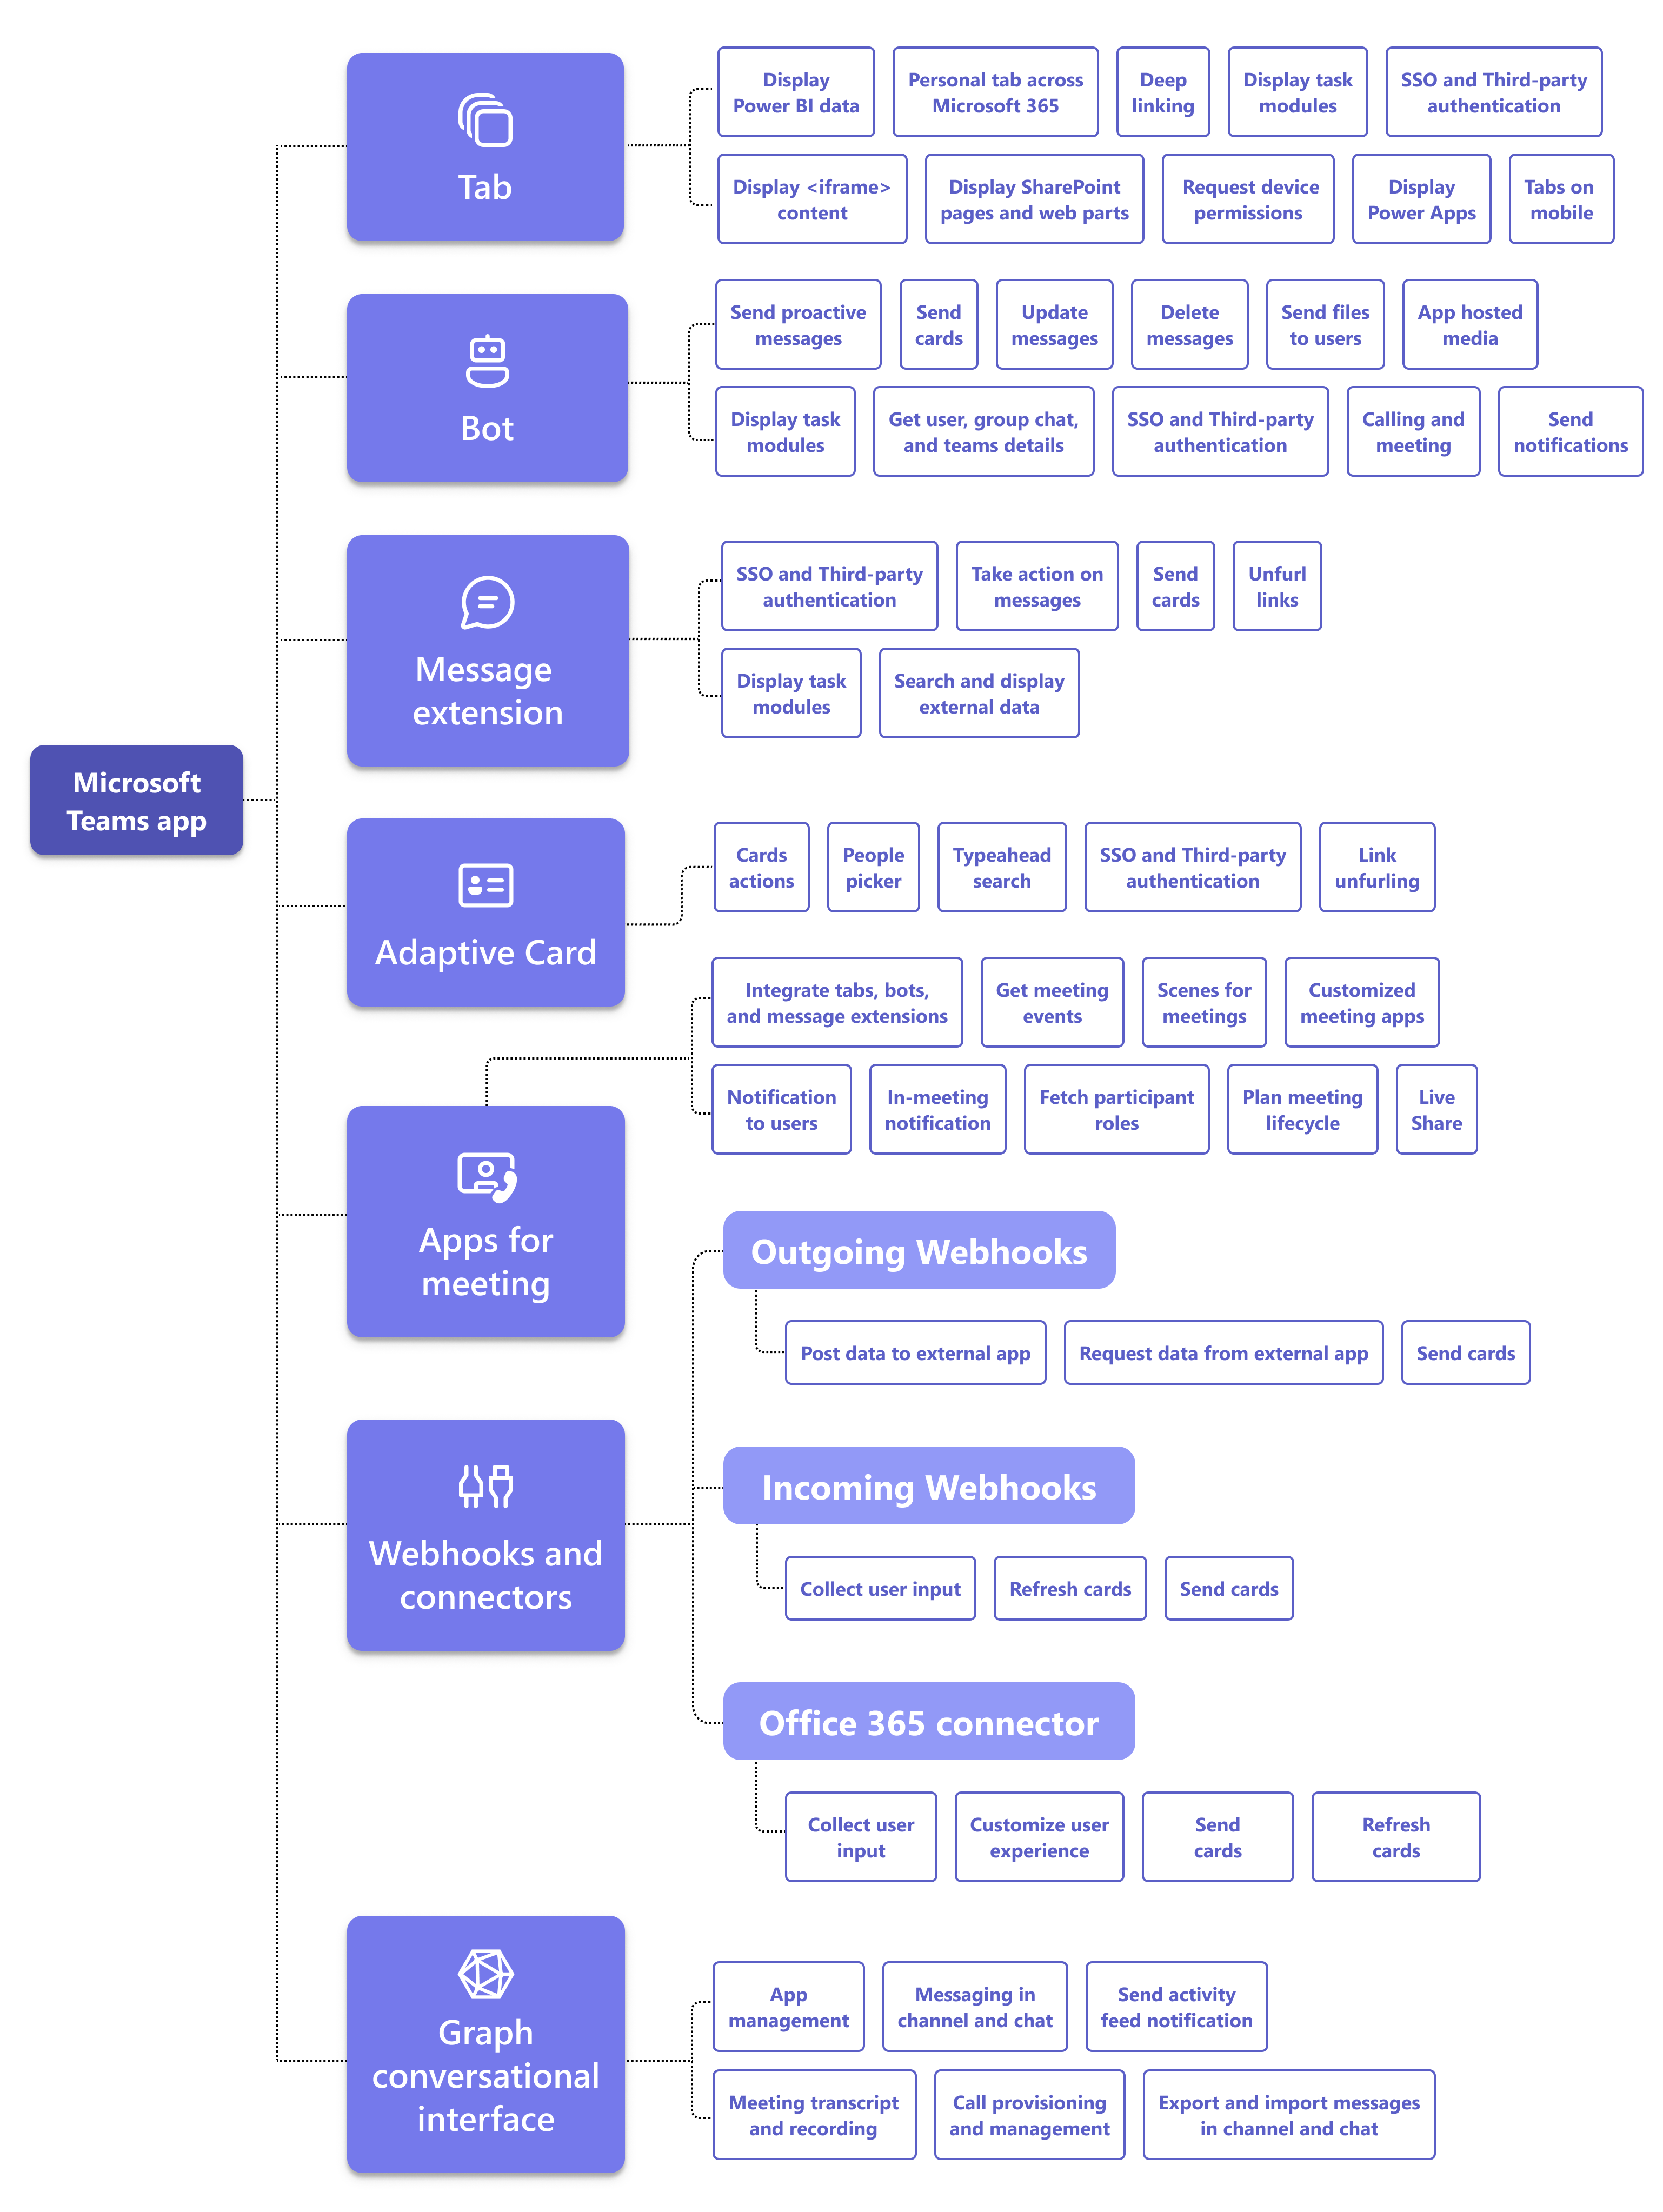 Microsoft
Teams app
Tab
Display
Power BI data
Personal tab across
Microsoft 365
Deep
linking
Display task
modules
SSO and Third-party
authentication
Display <iframe>
content
Display SharePoint
pages and web parts
Request device
permissions
Display
Power Apps
Tabs on
mobile
Bot
Send proactive
messages
Send
cards
Update
messages
Delete
messages
Send files
to users
App hosted
media
Display task
modules
Get user, group chat,
and teams details
SSO and Third-party
authentication
Calling and
meeting
Send
notifications
Message
extension
SSO and Third-party
authentication
Take action on
messages
Send
cards
Unfurl
links
Display task
modules
Search and display
external data
Adaptive Card
Cards
actions
People
picker
Typeahead
search
SSO and Third-party
authentication
Link
unfurling
Apps for
meeting
Integrate tabs, bots,
and message extensions
Get meeting
events
Scenes for
meetings
Customized
meeting apps
Notification
to users
In-meeting
notification
Fetch participant
roles
Plan meeting
lifecycle
Live
Share
Webhooks and
connectors
Outgoing Webhooks
Post data to external app
Request data from external app
Send cards
Incoming Webhooks
Collect user input
Refresh cards
Send cards
Office 365 connector
Collect user
input
Customize user
experience
Send
cards
Refresh
cards
Graph
conversational
interface
App
management
Messaging in
channel and chat
Send activity
feed notification
Meeting transcript
and recording
Call provisioning
and management
Export and import messages
in channel and chat